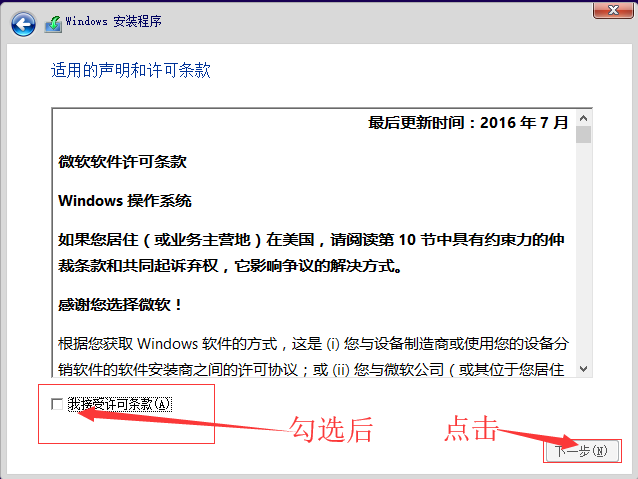 Windows 安装程序
适用的声明和许可条款
最后更新时间：2016 年 7 月
微软软件许可条款
Windows 操作系统
如果您居住（或业务主营地）在美国，请阅读第 10 节中具有约束力的仲
裁条款和共同起诉弃权，它影响争议的解决方式。
感谢您选择微软！
根据您获取 Windows 软件的方式，这是 (i) 您与设备制造商或使用您的设备分
销软件的软件安装商之间的许可协议；或 (ii) 您与微软公司（或其位于您居住
我接受许可条款(A)
勾选后
点击
下一步(N)